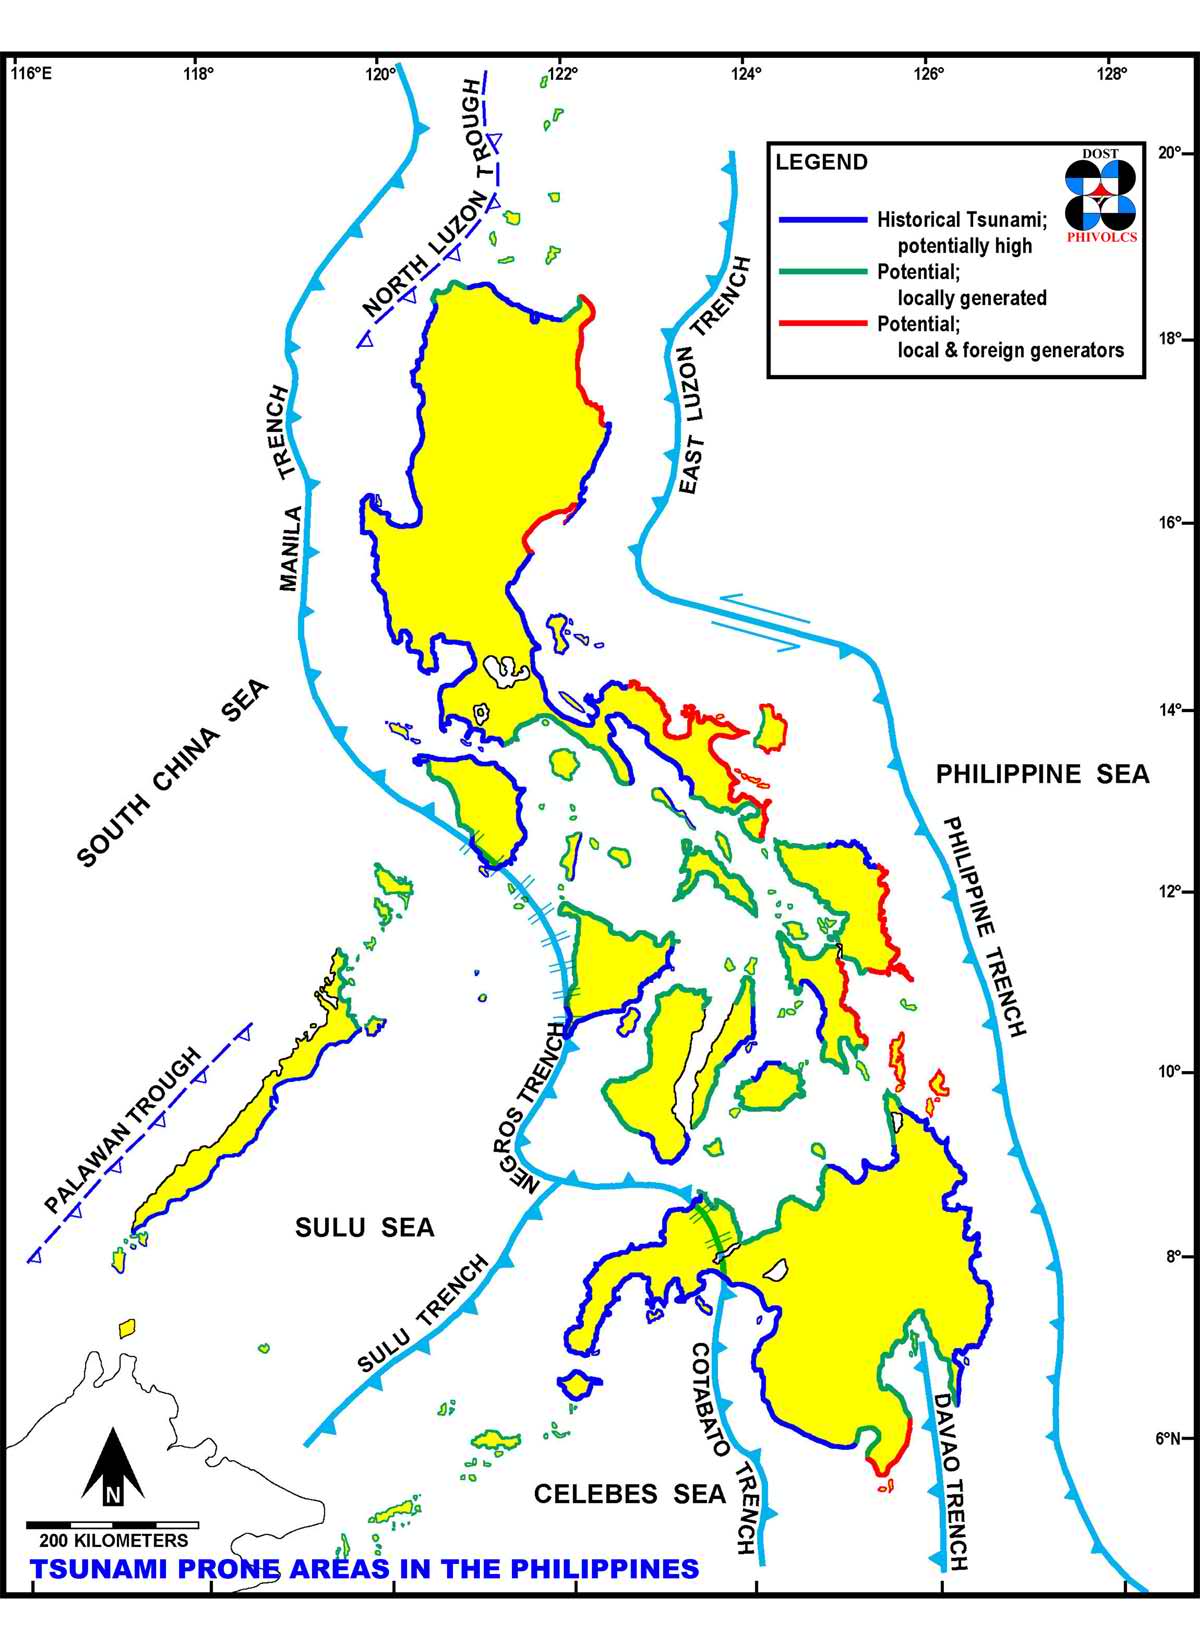 116°E
118°
120°
122°
124°
126°
128°
20°
18°
16°
14°
12°
10°
8°
6°N
LEGEND
DOST
PHIVOLCS
Historical Tsunami;
potentially high
Potential;
locally generated
Potential;
local & foreign generators
NORTH LUZON TROUGH
EAST LUZON TRENCH
MANILA TRENCH
SOUTH CHINA SEA
PHILIPPINE SEA
PHILIPPINE TRENCH
PALAWAN TROUGH
NEGROS TRENCH
SULU SEA
SULU TRENCH
COTABATO TRENCH
DAVAO TRENCH
CELEBES SEA
N
200 KILOMETERS
TSUNAMI PRONE AREAS IN THE PHILIPPINES